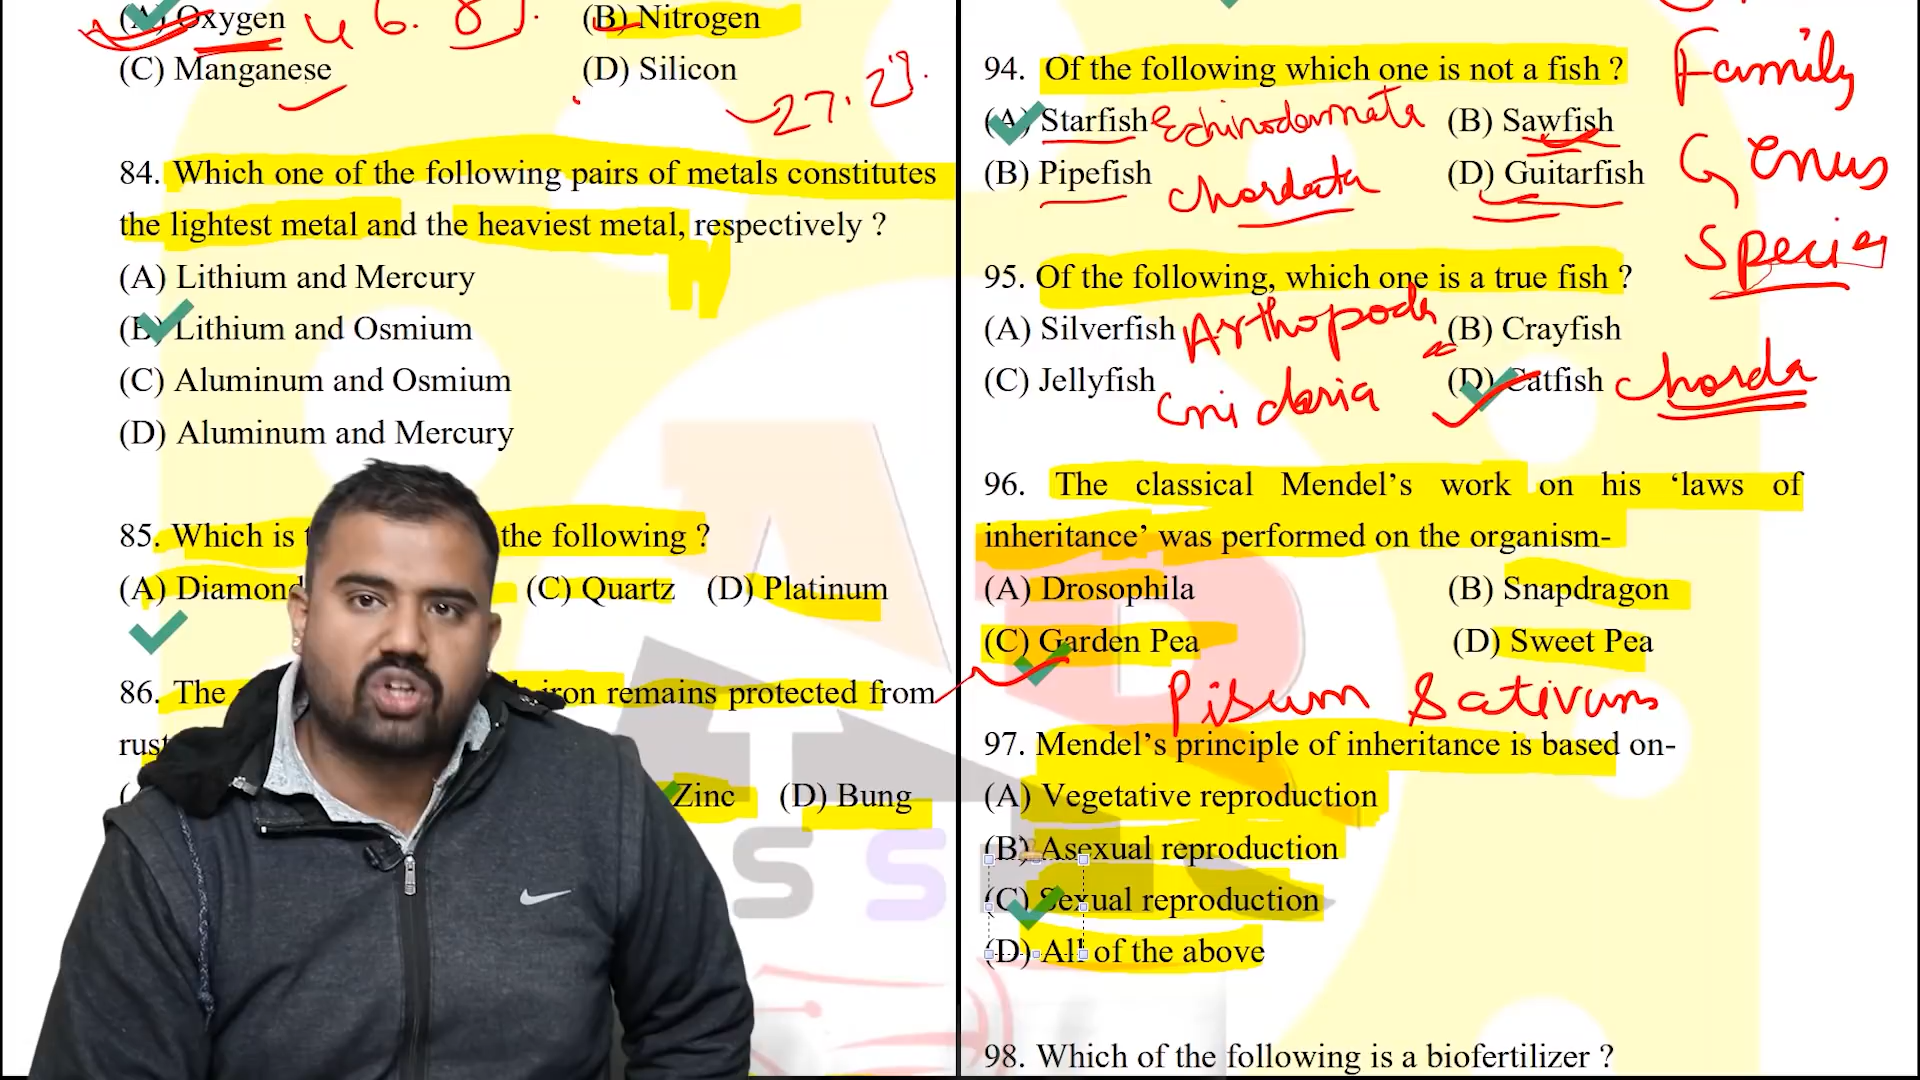 (A) Oxygen 46.8%. (B) Nitrogen
(C) Manganese (D) Silicon
27.2%.
84. Which one of the following pairs of metals constitutes
the lightest metal and the heaviest metal, respectively ?
(A) Lithium and Mercury
(B) Lithium and Osmium
(C) Aluminum and Osmium
(D) Aluminum and Mercury
85. Which is the following ?
(A) Diamond (C) Quartz (D) Platinum
86. The iron remains protected from
rust
Zinc (D) Bung
94. Of the following which one is not a fish ?
(A) Starfish Echinodermata (B) Sawfish
(B) Pipefish Chordata (D) Guitarfish
Family
Genus
Species
95. Of the following, which one is a true fish ?
(A) Silverfish Arthopoda (B) Crayfish
(C) Jellyfish Cnidaria (D) Catfish Chorda
96. The classical Mendel’s work on his ‘laws of
inheritance’ was performed on the organism-
(A) Drosophila (B) Snapdragon
(C) Garden Pea (D) Sweet Pea
Pisum Sativum
97. Mendel’s principle of inheritance is based on-
(A) Vegetative reproduction
(B) Asexual reproduction
(C) Sexual reproduction
(D) All of the above
98. Which of the following is a biofertilizer ?